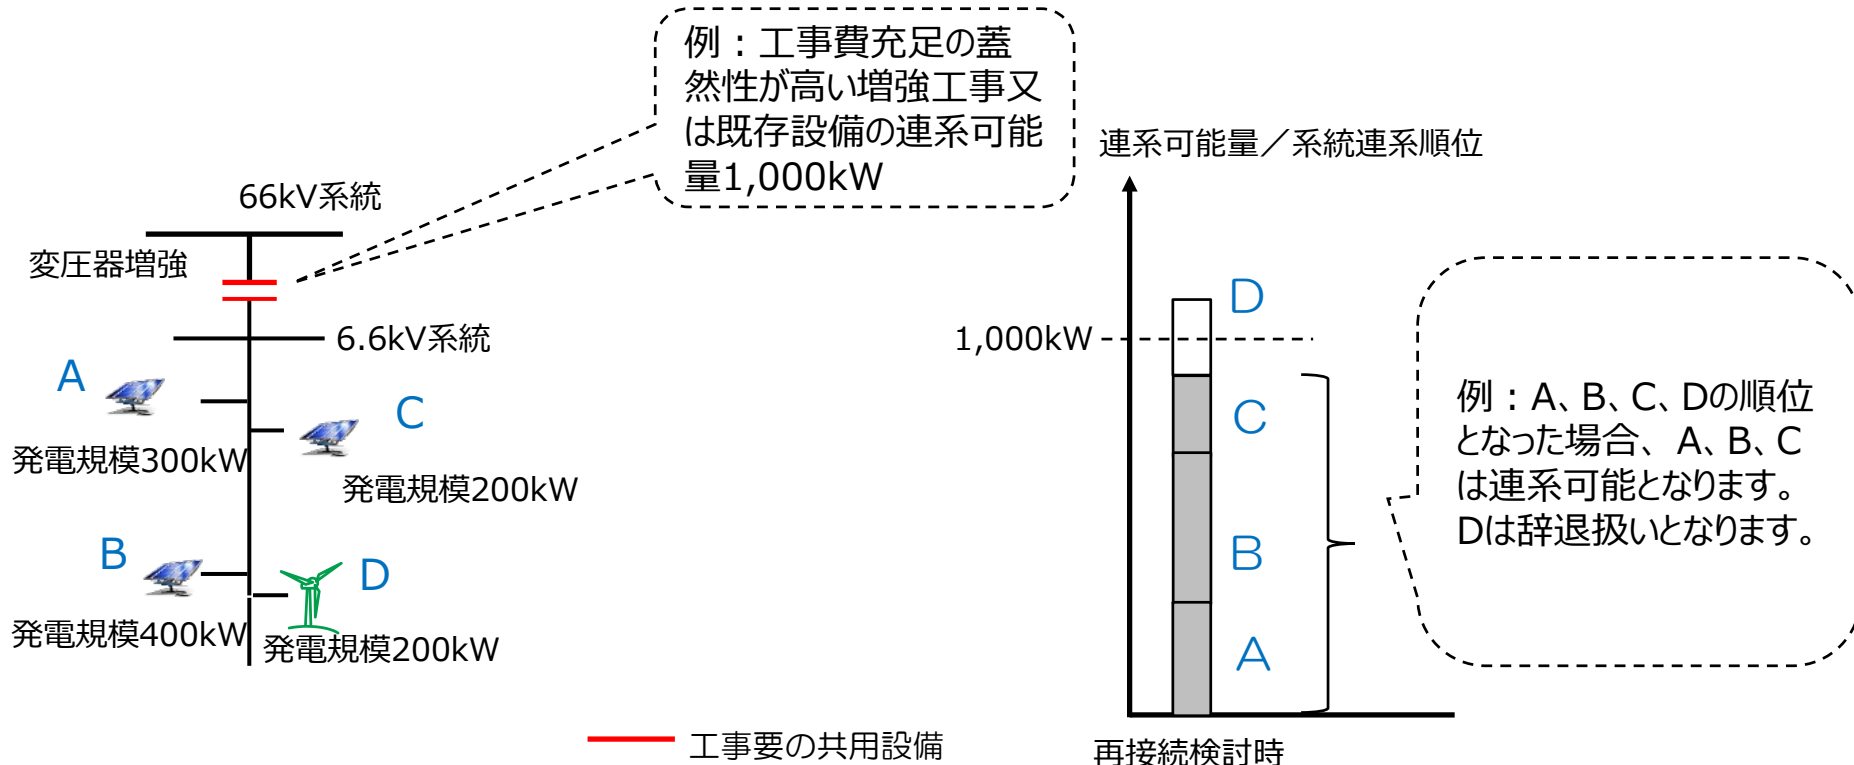 例：工事費充足の蓋
然性が高い増強工事又
は既存設備の連系可能
量1,000kW
連系可能量／系統連系順位
66kV系統
変圧器増強
6.6kV系統
A
発電規模300kW
C
発電規模200kW
B
発電規模400kW
D
発電規模200kW
D
1,000kW
C
B
A
例：A、B、C、Dの順位
となった場合、 A、B、C
は連系可能となります。
Dは辞退扱いとなります。
工事要の共用設備
再接続検討時